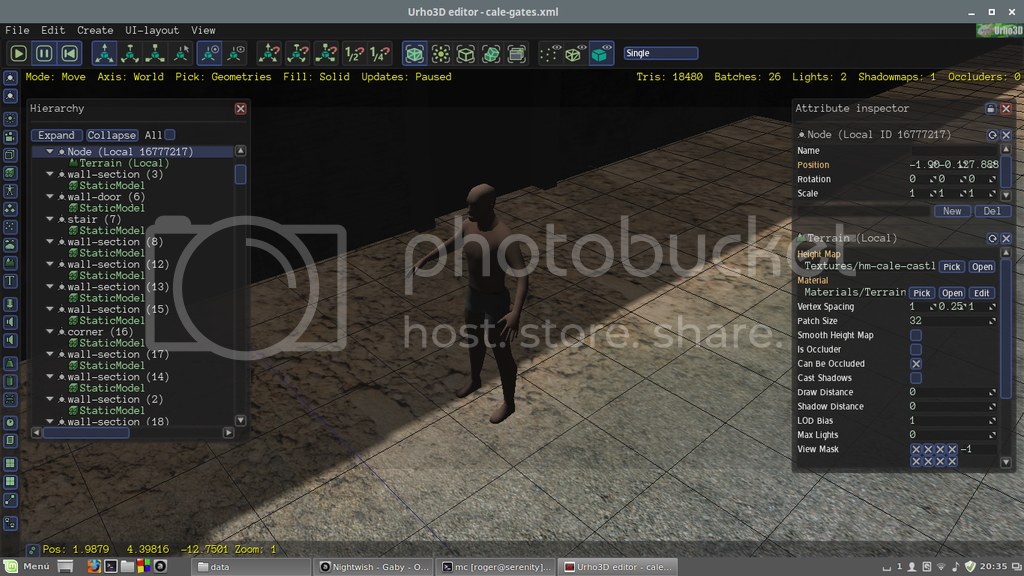 Urho3D editor - cale-gates.xml
File Edit Create UI-layout View
Urho3D
Single
Mode: Move Axis: World Pick: Geometries Fill: Solid Updates: Paused
Tris: 18480 Batches: 26 Lights: 2 Shadowmaps: 1 Occluders: 0
Hierarchy
Expand Collapse All
Node (Local 16777217)
Terrain (Local)
wall-section (3)
StaticModel
wall-door (6)
StaticModel
stair (7)
StaticModel
wall-section (8)
StaticModel
wall-section (12)
StaticModel
wall-section (13)
StaticModel
wall-section (15)
StaticModel
corner (16)
StaticModel
wall-section (17)
StaticModel
wall-section (14)
StaticModel
wall-section (2)
StaticModel
wall-section (18)
Attribute inspector
Node (Local ID 16777217)
Name
Position
Rotation 0 0 0
Scale 1 1 1
New Del
Terrain (Local)
Height Map
Textures/hm-cale-castl Pick Open
Material
Materials/Terrain Pick Open Edit
Vertex Spacing 1 0.25 1
Patch Size 32
Smooth Height Map
Is Occluder
Can Be Occluded
Cast Shadows
Draw Distance 0
Shadow Distance 0
LOD Bias 1
Max Lights 0
View Mask -1
photobucket
host. store. share.
Pos: 1.9879 4.39816 -12.7501 Zoom: 1
Menú data Nightwish - Gaby - O... mc [roger@serenity]... Urho3D editor - cale... 1 20:35